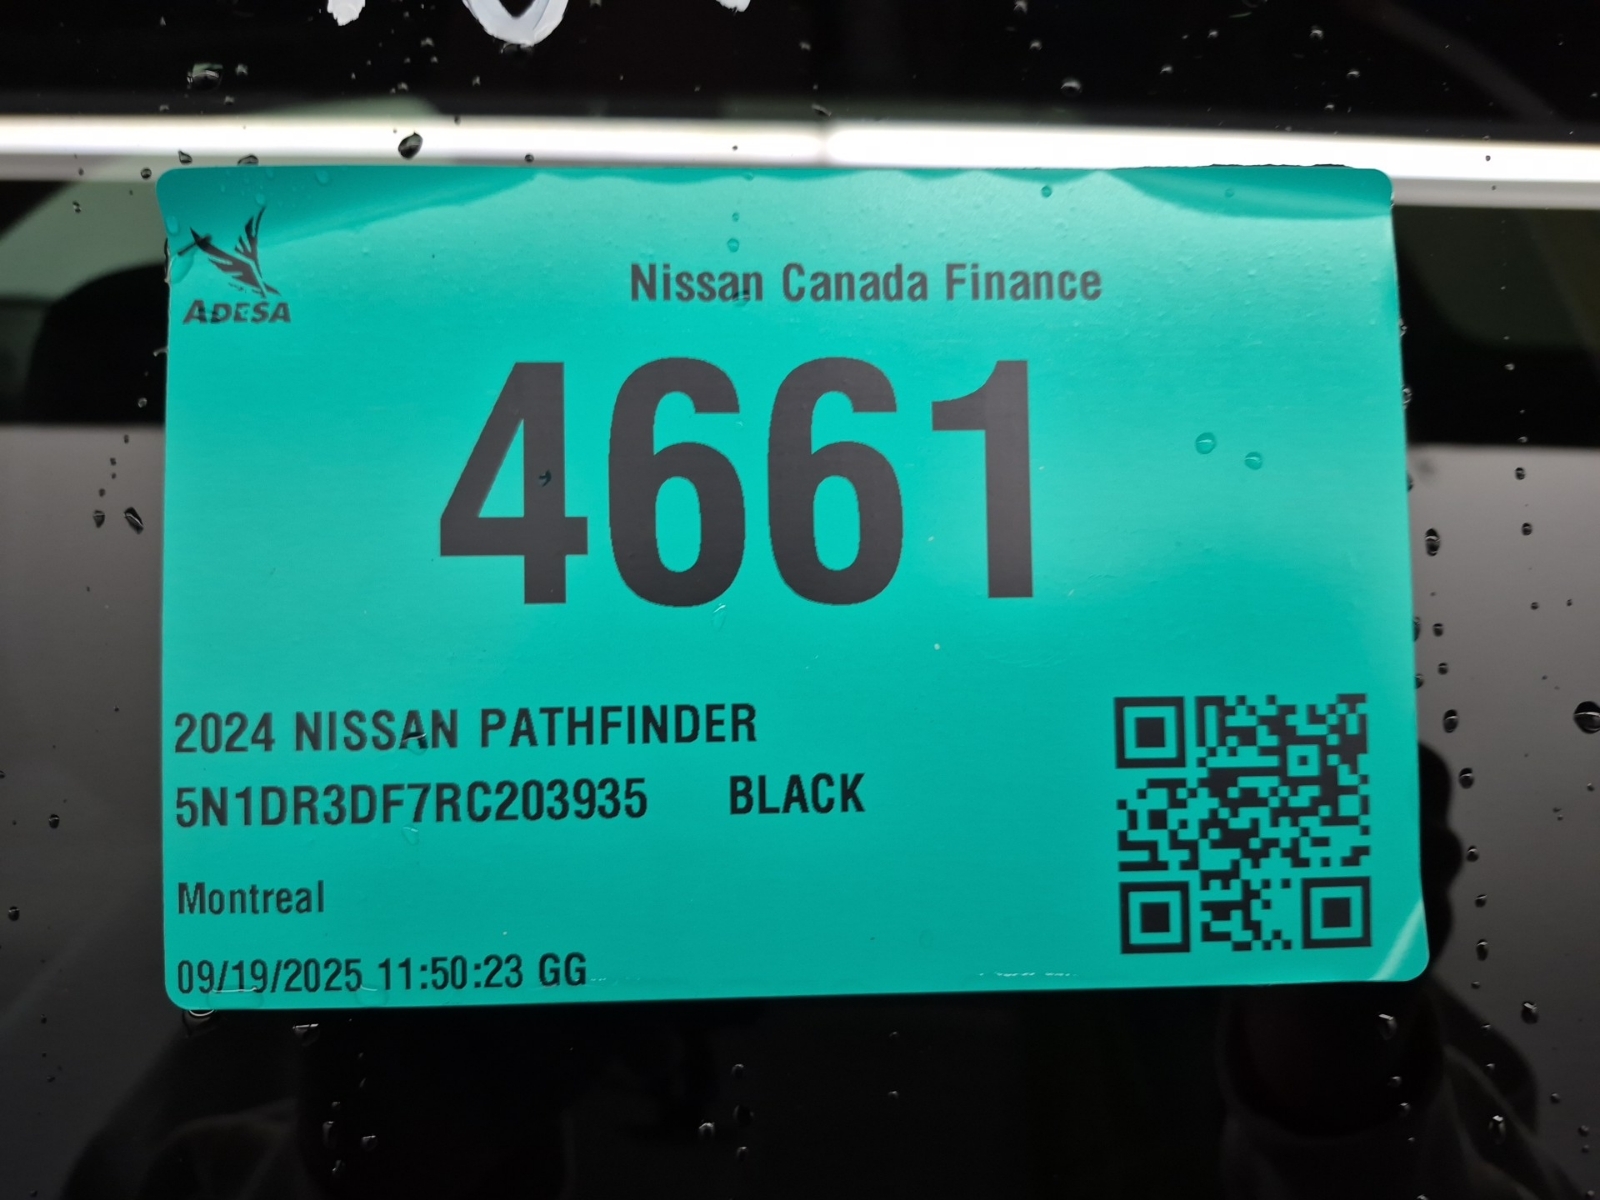 ADESA
Nissan Canada Finance
4661
2024 NISSAN PATHFINDER
5N1DR3DF7RC203935 BLACK
Montreal
09/19/2025 11:50:23 GG